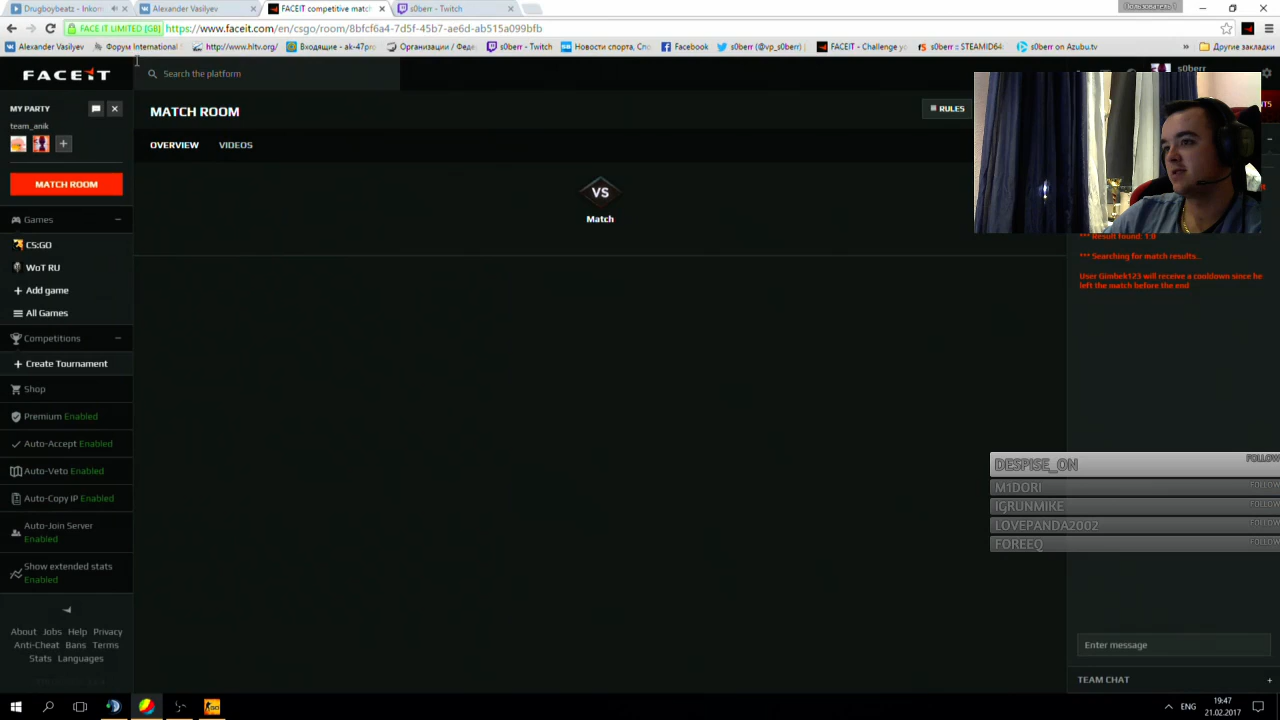 Drugboybeatz - Inkom
Alexander Vasilyev
FACEIT competitive matc
s0berr - Twitch
FACE IT LIMITED [GB]
https://www.faceit.com/en/csgo/room/8bfcf6a4-7d5f-45b7-ae6d-ab515a099bfb
Alexander Vasilyev
Форум International
http://www.hltv.org/
Входящие - ak-47pro
Организации / Феде
s0berr - Twitch
Новости спорта, Спо
Facebook
s0berr (@vp_s0berr)
FACEIT - Challenge yo
s0berr :: STEAMID64:
s0berr on Azubu.tv
»
Другие закладки
FACEIT
Search the platform
s0berr
MY PARTY
team_anik
MATCH ROOM
Games
CS:GO
WoT RU
Add game
All Games
Competitions
Create Tournament
Shop
Premium Enabled
Auto-Accept Enabled
Auto-Veto Enabled
Auto-Copy IP Enabled
Auto-Join Server
Enabled
Show extended stats
Enabled
About Jobs Help Privacy
Anti-Cheat Bans Terms
Stats Languages
MATCH ROOM
RULES
OVERVIEW VIDEOS
VS
Match
*** Result found: 1:0
*** Searching for match results...
User Gimbek123 will receive a cooldown since he
left the match before the end
DESPISE_ON FOLLOW
M1DORI FOLLOW
IGRUNMIKE FOLLOW
LOVEPANDA2002 FOLLOW
FOREEQ FOLLOW
Enter message
TEAM CHAT
ENG
19:47
21.02.2017